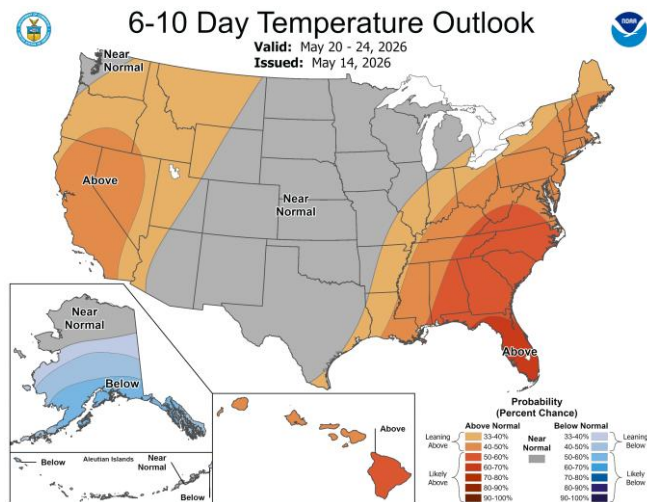 6-10 Day Temperature Outlook
Valid: May 20 - 24, 2026
Issued: May 14, 2026
NOAA
Near
Normal
Above
Near
Normal
Above
Near
Normal
Below
Below
Aleutian Islands
Near
Normal
Below
Above
Probability
(Percent Chance)
Above Normal
Below Normal
Leaning
Above
33-40%
40-50%
50-60%
60-70%
70-80%
80-90%
90-100%
Likely
Above
Near
Normal
33-40%
40-50%
50-60%
60-70%
70-80%
80-90%
90-100%
Leaning
Below
Likely
Below